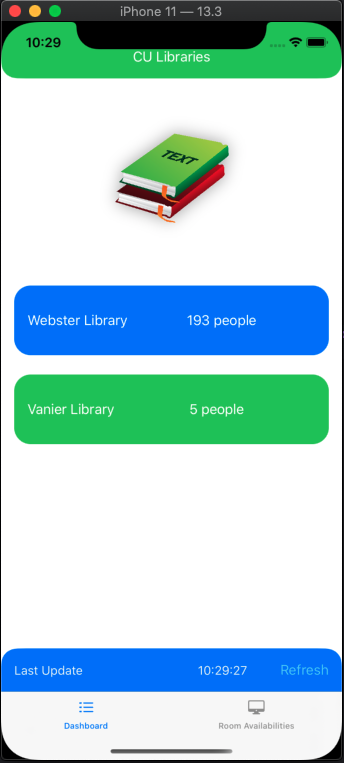 iPhone 11 — 13.3
10:29
CU Libraries
TEXT
Webster Library 193 people
Vanier Library 5 people
Last Update 10:29:27 Refresh
Dashboard Room Availabilities